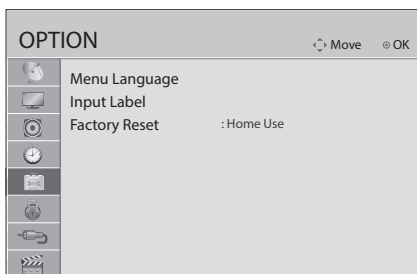 OPTION Move OK
Menu Language
Input Label
Factory Reset : Home Use